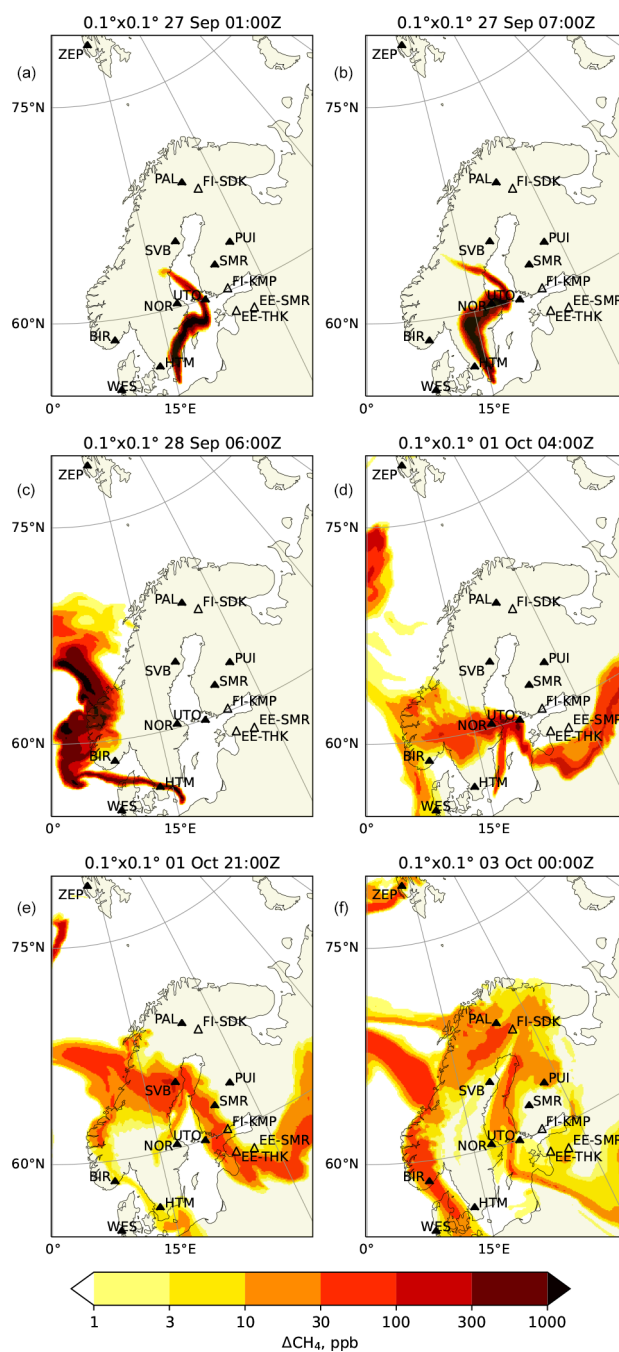 0.1°x0.1° 27 Sep 01:00Z
(a)
ZEP
75°N
PAL
FI-SDK
SVB
PUI
SMR
FI-KMP
UTO
NOR
EE-SMR
EE-THK
60°N
BIR
HTM
WES
0°
15°E
0.1°x0.1° 27 Sep 07:00Z
(b)
ZEP
75°N
PAL
FI-SDK
SVB
PUI
SMR
FI-KMP
UTO
NOR
EE-SMR
EE-THK
60°N
BIR
HTM
WES
0°
15°E
0.1°x0.1° 28 Sep 06:00Z
(c)
ZEP
75°N
PAL
FI-SDK
SVB
PUI
SMR
FI-KMP
UTO
NOR
EE-SMR
EE-THK
60°N
BIR
HTM
WES
0°
15°E
0.1°x0.1° 01 Oct 04:00Z
(d)
ZEP
75°N
PAL
FI-SDK
SVB
PUI
SMR
FI-KMP
UTO
NOR
EE-SMR
EE-THK
60°N
BIR
HTM
WES
0°
15°E
0.1°x0.1° 01 Oct 21:00Z
(e)
ZEP
75°N
PAL
FI-SDK
SVB
PUI
SMR
FI-KMP
UTO
NOR
EE-SMR
EE-THK
60°N
BIR
HTM
WES
0°
15°E
0.1°x0.1° 03 Oct 00:00Z
(f)
ZEP
75°N
PAL
FI-SDK
SVB
PUI
SMR
FI-KMP
UTO
NOR
EE-SMR
EE-THK
60°N
BIR
HTM
WES
0°
15°E
1 3 10 30 100 300 1000
ΔCH₄, ppb